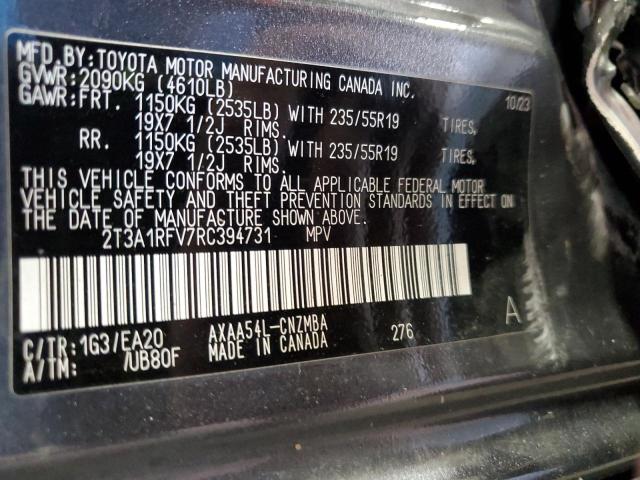 MFD.BY:TOYOTA MOTOR MANUFACTURING CANADA INC.
GVWR:2090KG (4610LB) 10/23
GAWR:FRT. 1150KG (2535LB) WITH 235/55R19 TIRES,
19X7 1/2J RIMS.
RR. 1150KG (2535LB) WITH 235/55R19 TIRES,
19X7 1/2J RIMS.
THIS VEHICLE CONFORMS TO ALL APPLICABLE FEDERAL MOTOR
VEHICLE SAFETY AND THEFT PREVENTION STANDARDS IN EFFECT ON
THE DATE OF MANUFACTURE SHOWN ABOVE.
2T3A1RFV7RC394731 MPV
C/TR:1G3/EA20 AXAA54L-CNZMBA 276 A
A/TM: /UB80F MADE IN CANADA